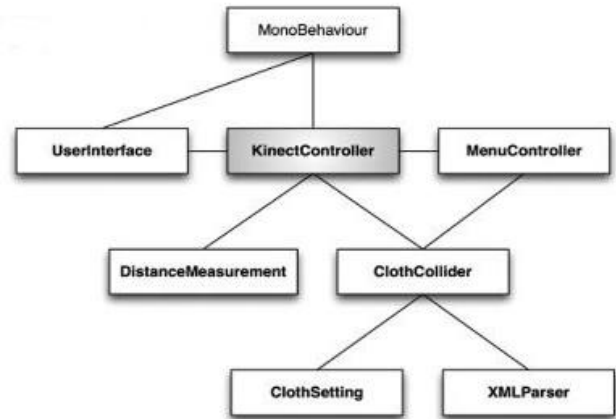 MonoBehaviour
UserInterface
KinectController
MenuController
DistanceMeasurement
ClothCollider
ClothSetting
XMLParser